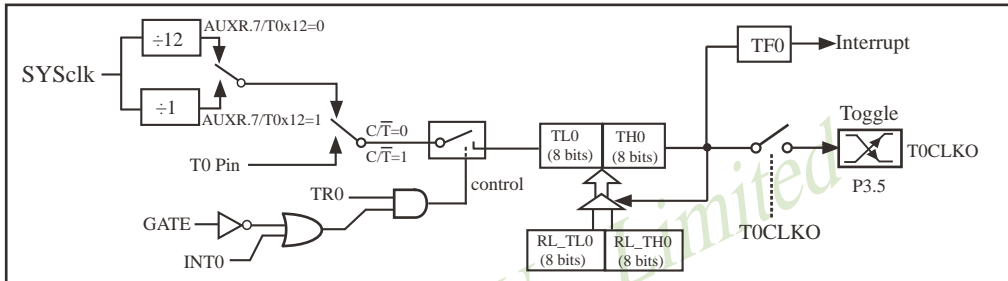 ÷12
AUXR.7/T0x12=0
SYSclk
÷1
AUXR.7/T0x12=1
T0 Pin
C/T̅=0
C/T̅=1
TR0
GATE
INT0
control
TL0
(8 bits)
TH0
(8 bits)
RL_TL0
(8 bits)
RL_TH0
(8 bits)
TF0
Interrupt
Toggle
T0CLKO
P3.5
T0CLKO
Limited